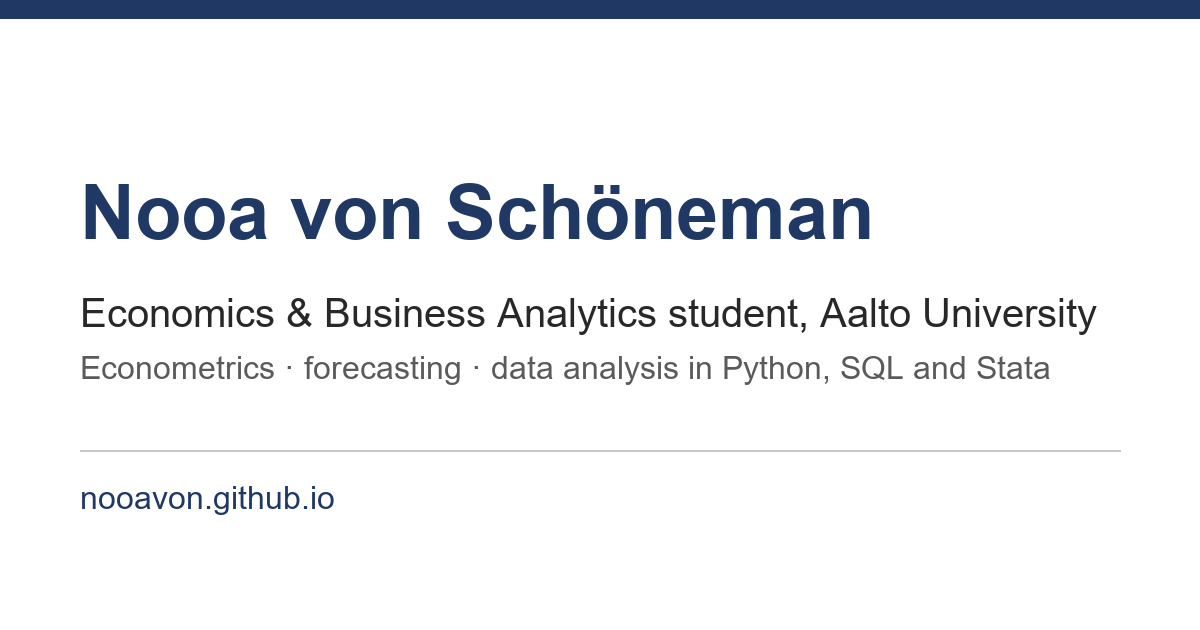 Nooa von Schöneman
Economics & Business Analytics student, Aalto University
Econometrics · forecasting · data analysis in Python, SQL and Stata
nooavon.github.io